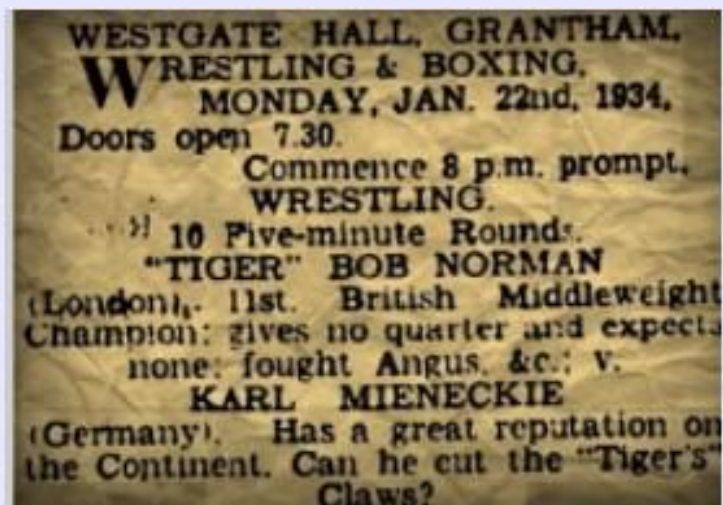 WESTGATE HALL, GRANTHAM.
WRESTLING & BOXING.
MONDAY, JAN. 22nd, 1934.
Doors open 7.30.
Commence 8 p.m. prompt.
WRESTLING.
10 Five-minute Rounds.
"TIGER" BOB NORMAN
(London), 11st. British Middleweight
Champion; gives no quarter and expects
none; fought Angus, &c.; v.
KARL MIENECKIE
(Germany). Has a great reputation on
the Continent. Can he cut the "Tiger's"
Claws?